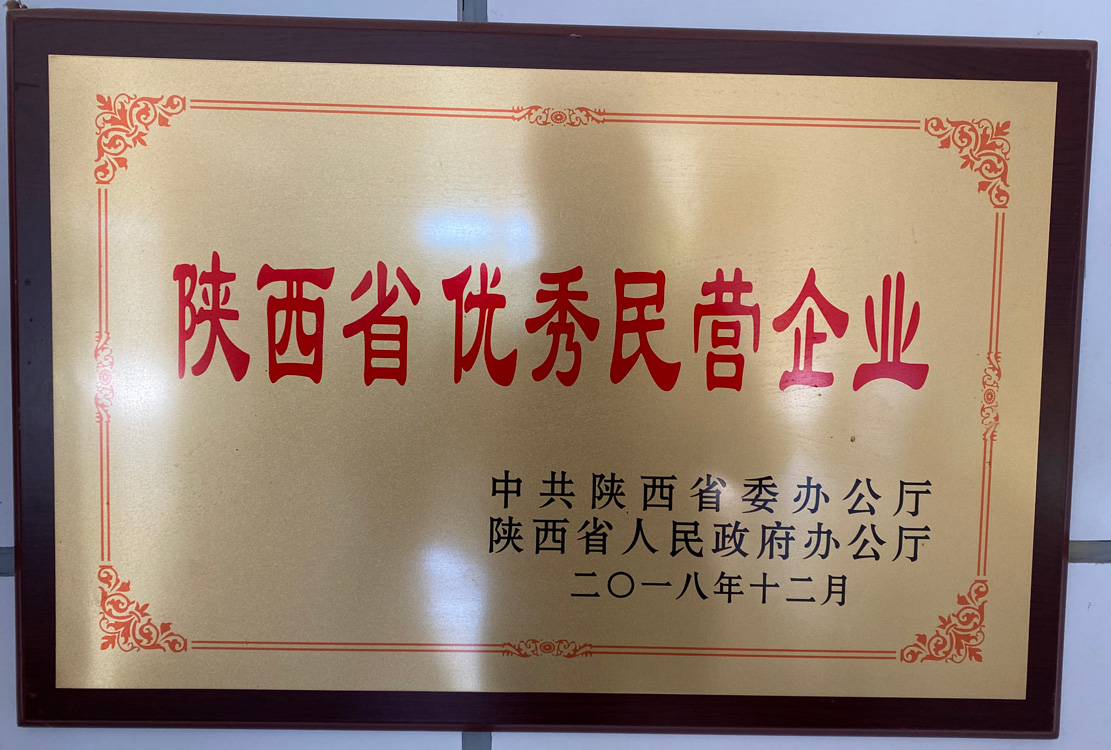 陕西省优秀民营企业
中共陕西省委办公厅
陕西省人民政府办公厅
二〇一八年十二月